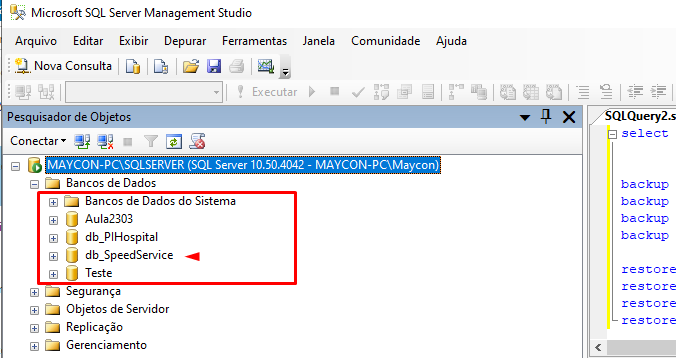 Microsoft SQL Server Management Studio
Arquivo Editar Exibir Depurar Ferramentas Janela Comunidade Ajuda
Nova Consulta
Executar
Pesquisador de Objetos
Conectar
MAYCON-PC\SQLSERVER (SQL Server 10.50.4042 - MAYCON-PC\Maycon)
Bancos de Dados
Bancos de Dados do Sistema
Aula2303
db_PIHospital
db_SpeedService
Teste
Segurança
Objetos de Servidor
Replicação
Gerenciamento
SQLQuery2.s
select
backup
backup
backup
backup
restore
restore
restore
restore